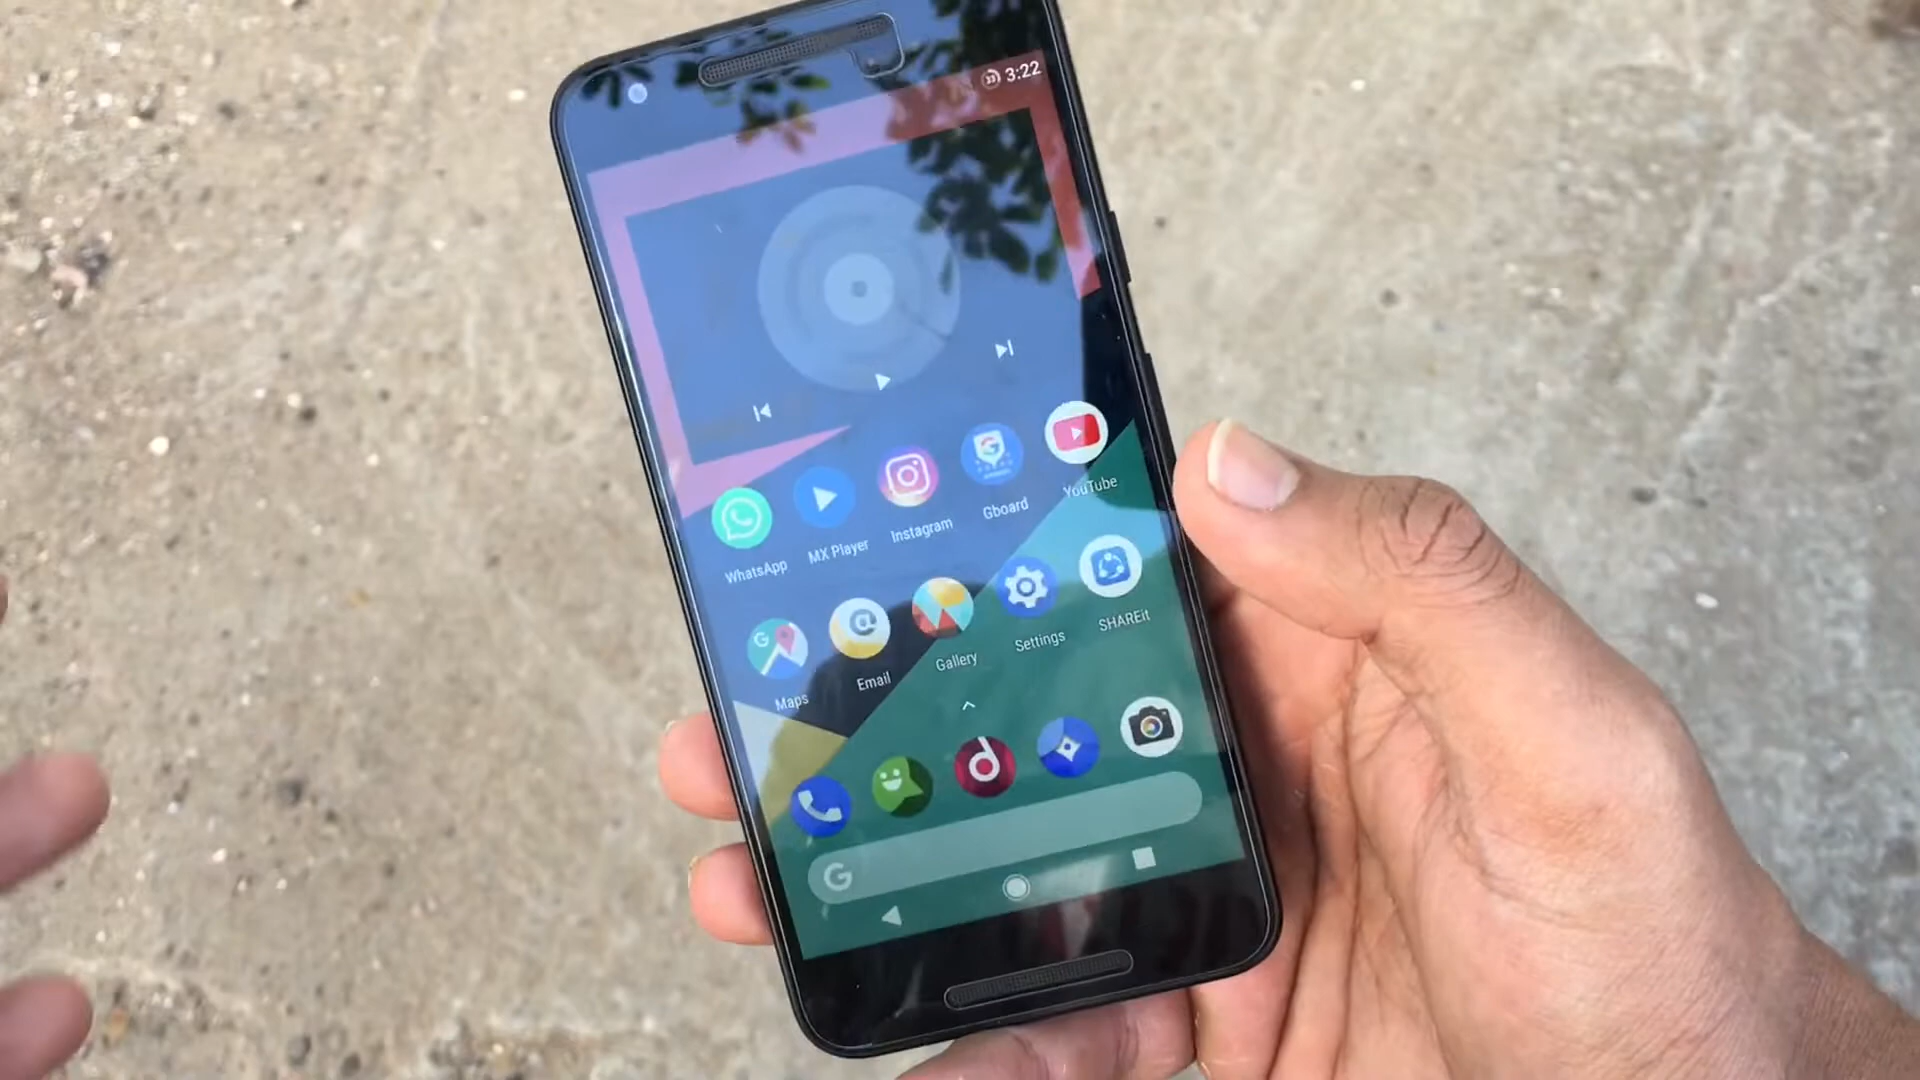 3:22
WhatsApp
MX Player
Instagram
Gboard
YouTube
Maps
Email
Gallery
Settings
SHAREit